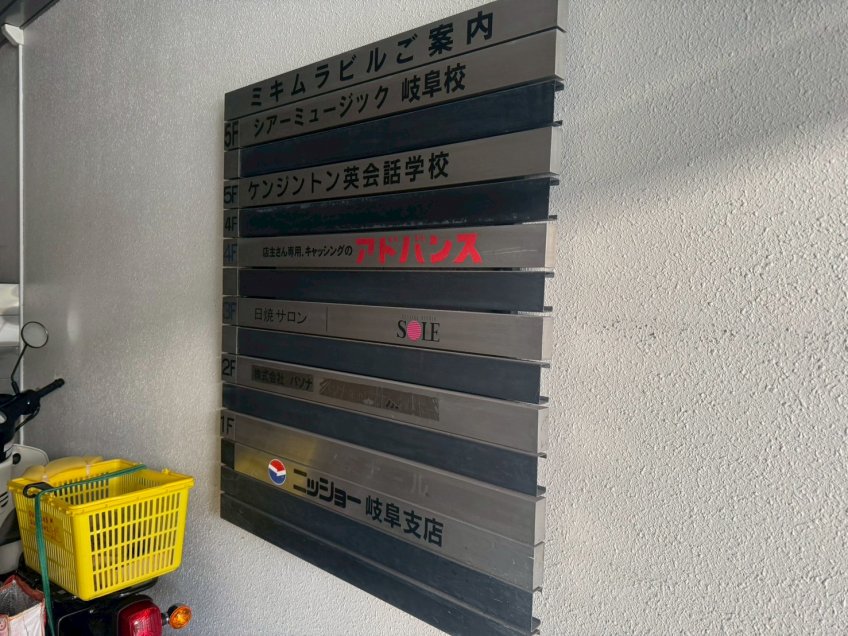 ミキムラビルご案内
5F シアーミュージック 岐阜校
5F ケンジントン英会話学校
4F
4F 店主さん専用、キャッシングの アドバンス
3F 日焼サロン SOLE
2F 株式会社 パソナ
1F
ニッショー 岐阜支店